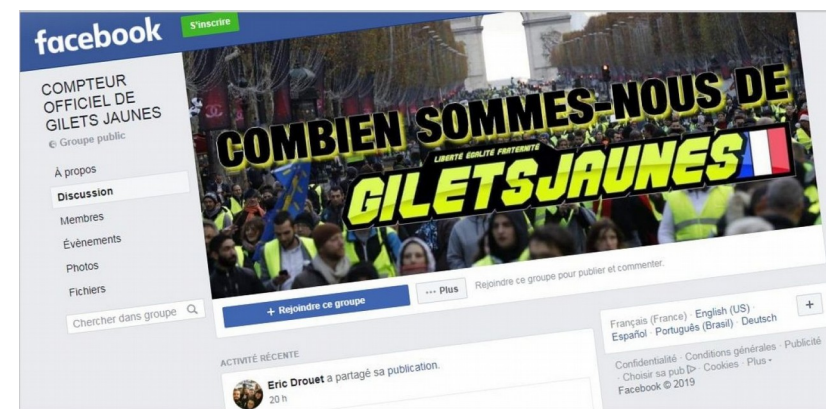 facebook
S'inscrire
COMPTEUR
OFFICIEL DE
GILETS JAUNES
Groupe public
À propos
Discussion
Membres
Évènements
Photos
Fichiers
Chercher dans groupe
COMBIEN SOMMES-NOUS DE
LIBERTÉ ÉGALITÉ FRATERNITÉ
GILETSJAUNES
+ Rejoindre ce groupe
··· Plus
Rejoindre ce groupe pour publier et commenter.
ACTIVITÉ RÉCENTE
Eric Drouet a partagé sa publication.
20 h
Français (France) · English (US) ·
Español · Português (Brasil) · Deutsch
+
Confidentialité · Conditions générales · Publicité
· Choisir sa pub · Cookies · Plus
Facebook © 2019